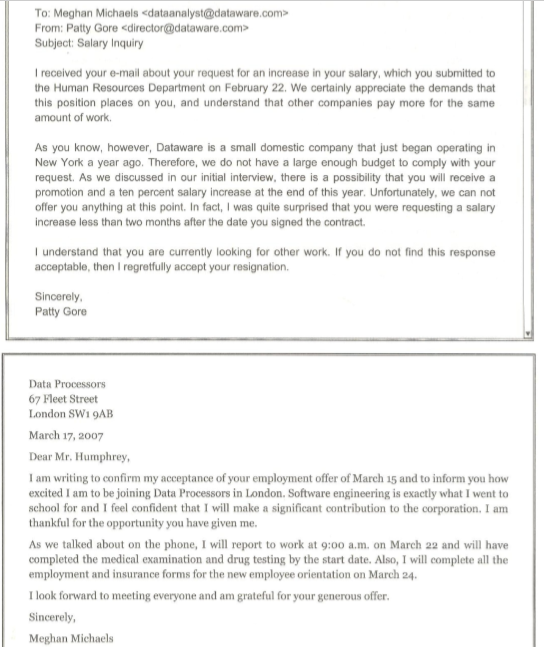 To: Meghan Michaels <dataanalyst@dataware.com>
From: Patty Gore <director@dataware.com>
Subject: Salary Inquiry
I received your e-mail about your request for an increase in your salary, which you submitted to
the Human Resources Department on February 22. We certainly appreciate the demands that
this position places on you, and understand that other companies pay more for the same
amount of work.
As you know, however, Dataware is a small domestic company that just began operating in
New York a year ago. Therefore, we do not have a large enough budget to comply with your
request. As we discussed in our initial interview, there is a possibility that you will receive a
promotion and a ten percent salary increase at the end of this year. Unfortunately, we can not
offer you anything at this point. In fact, I was quite surprised that you were requesting a salary
increase less than two months after the date you signed the contract.
I understand that you are currently looking for other work. If you do not find this response
acceptable, then I regretfully accept your resignation.
Sincerely,
Patty Gore
Data Processors
67 Fleet Street
London SW1 9AB
March 17, 2007
Dear Mr. Humphrey,
I am writing to confirm my acceptance of your employment offer of March 15 and to inform you how
excited I am to be joining Data Processors in London. Software engineering is exactly what I went to
school for and I feel confident that I will make a significant contribution to the corporation. I am
thankful for the opportunity you have given me.
As we talked about on the phone, I will report to work at 9:00 a.m. on March 22 and will have
completed the medical examination and drug testing by the start date. Also, I will complete all the
employment and insurance forms for the new employee orientation on March 24.
I look forward to meeting everyone and am grateful for your generous offer.
Sincerely,
Meghan Michaels